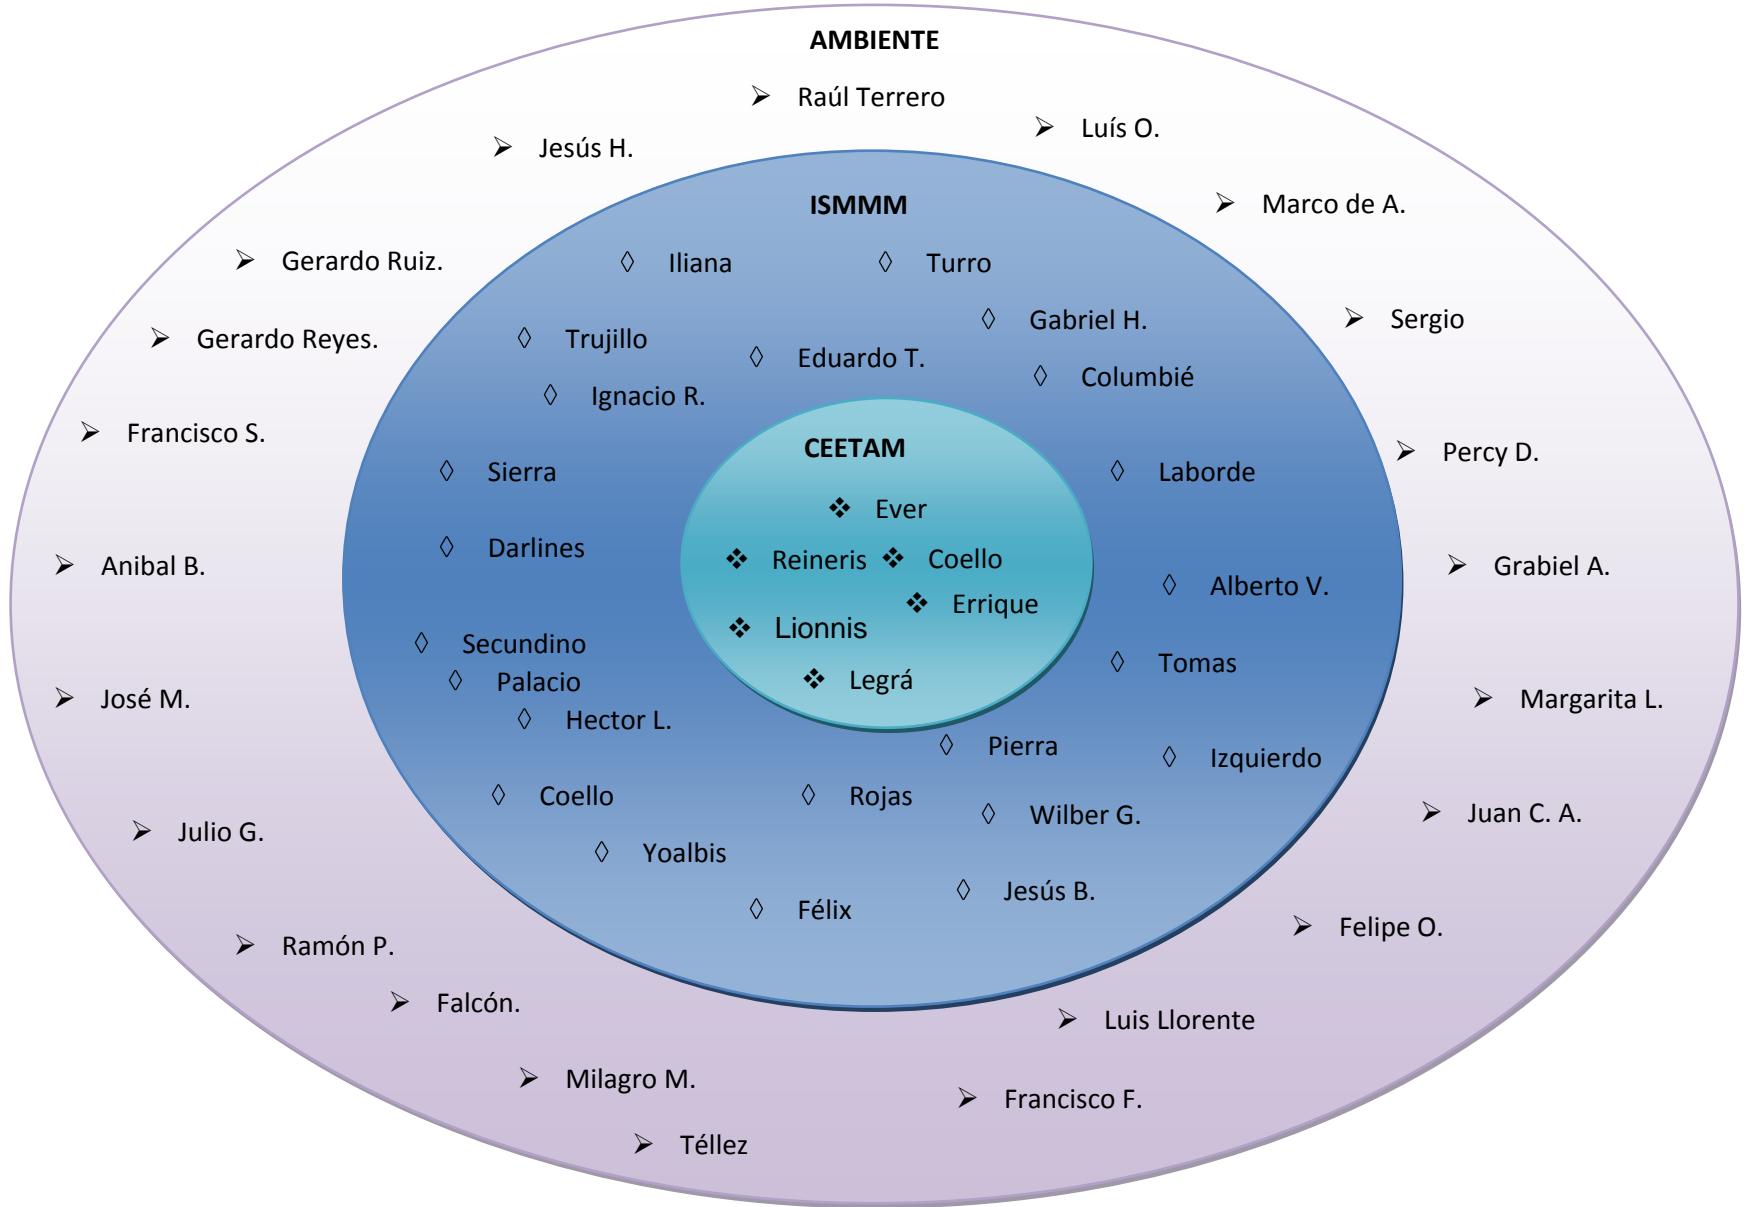 AMBIENTE
Raúl Terrero
Luís O.
Jesús H.
Marco de A.
ISMMM
Gerardo Ruiz.
Iliana
Turro
Gabriel H.
Sergio
Gerardo Reyes.
Trujillo
Eduardo T.
Columbié
Ignacio R.
Francisco S.
CEETAM
Percy D.
Sierra
Laborde
Ever
Darlines
Reineris
Coello
Anibal B.
Grabiel A.
Alberto V.
Errique
Lionnis
Secundino
Tomas
Palacio
Legrá
José M.
Margarita L.
Hector L.
Pierra
Izquierdo
Coello
Rojas
Wilber G.
Juan C. A.
Julio G.
Yoalbis
Jesús B.
Félix
Felipe O.
Ramón P.
Falcón.
Luis Llorente
Milagro M.
Francisco F.
Téllez